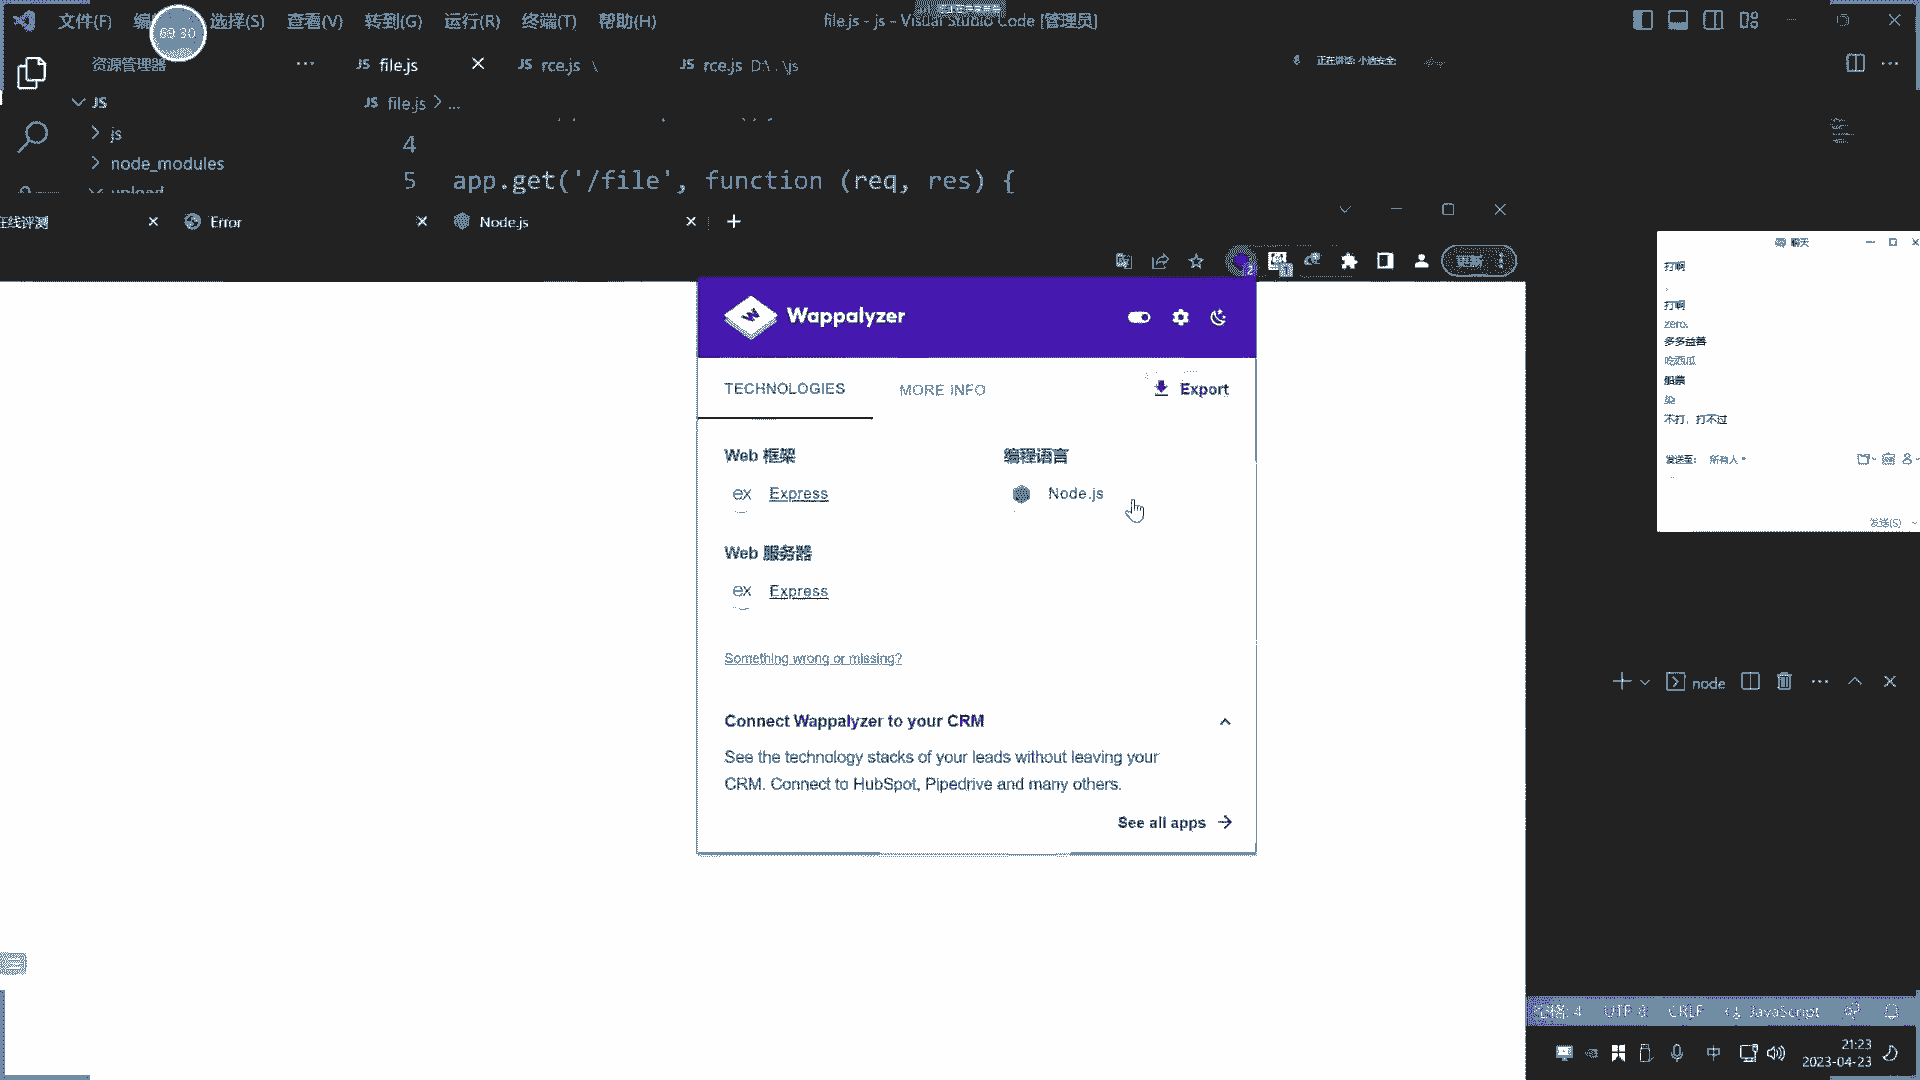 文件(F) 编 选择(S) 查看(V) 转到(G) 运行(R) 终端(T) 帮助(H) file.js - js - Visual Studio Code [管理员]
69:30
资源管理器 ··· JS file.js JS rce.js \ JS rce.js D:\..\js
JS
JS file.js > ...
js
node_modules
upload
4
5 app.get('/file', function (req, res) {
在线评测 Error Node.js
更新
Wappalyzer
TECHNOLOGIES MORE INFO Export
Web 框架 编程语言
ex Express Node.js
Web 服务器
ex Express
Something wrong or missing?
Connect Wappalyzer to your CRM
See the technology stacks of your leads without leaving your
CRM. Connect to HubSpot, Pipedrive and many others.
See all apps
聊天
打啊
打啊
zero.
多多益善
吃西瓜
船票
染
不打，打不过
发送至： 所有人
发送(S)
node
空格: 4 UTF-8 CRLF JavaScript
中 21:23
2023-04-23